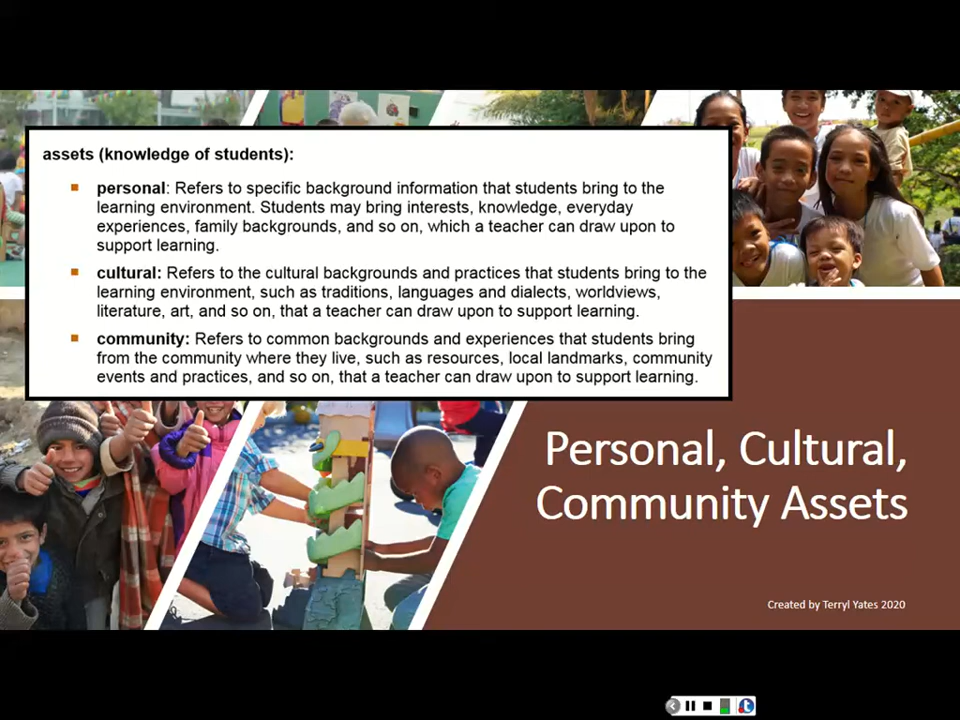 assets (knowledge of students):
personal: Refers to specific background information that students bring to the
learning environment. Students may bring interests, knowledge, everyday
experiences, family backgrounds, and so on, which a teacher can draw upon to
support learning.
cultural: Refers to the cultural backgrounds and practices that students bring to the
learning environment, such as traditions, languages and dialects, worldviews,
literature, art, and so on, that a teacher can draw upon to support learning.
community: Refers to common backgrounds and experiences that students bring
from the community where they live, such as resources, local landmarks, community
events and practices, and so on, that a teacher can draw upon to support learning.
Personal, Cultural,
Community Assets
Created by Terryl Yates 2020